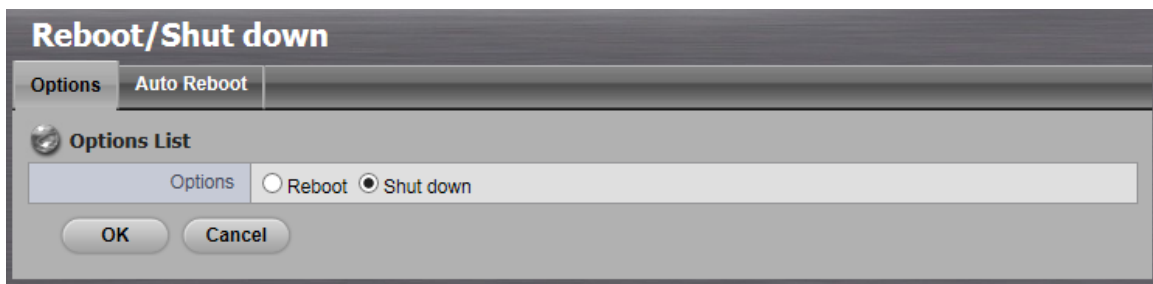 Reboot/Shut down
Options Auto Reboot
Options List
Options Reboot Shut down
OK Cancel